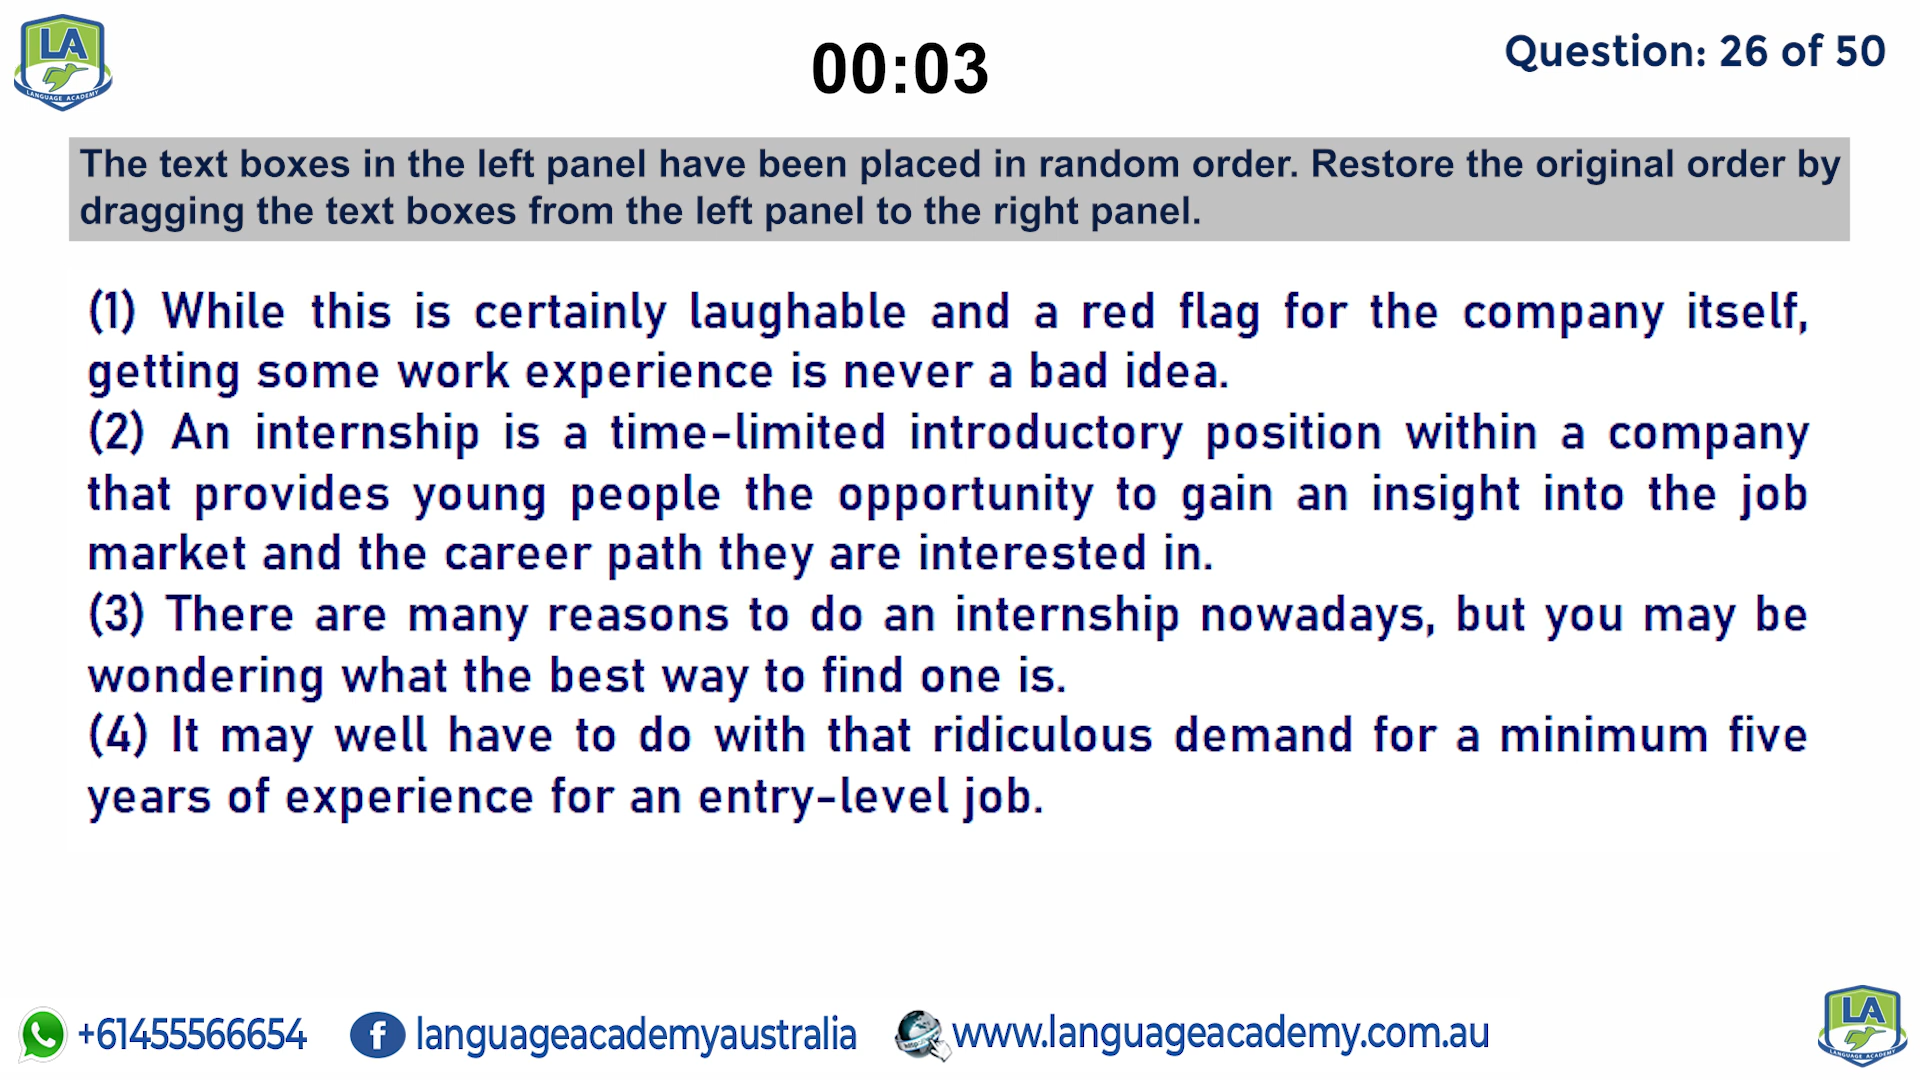 LA
LANGUAGE ACADEMY
00:03
Question: 26 of 50
The text boxes in the left panel have been placed in random order. Restore the original order by
dragging the text boxes from the left panel to the right panel.
(1) While this is certainly laughable and a red flag for the company itself,
getting some work experience is never a bad idea.
(2) An internship is a time-limited introductory position within a company
that provides young people the opportunity to gain an insight into the job
market and the career path they are interested in.
(3) There are many reasons to do an internship nowadays, but you may be
wondering what the best way to find one is.
(4) It may well have to do with that ridiculous demand for a minimum five
years of experience for an entry-level job.
+61455566654
f
languageacademyaustralia
www.languageacademy.com.au
LA
LANGUAGE ACADEMY